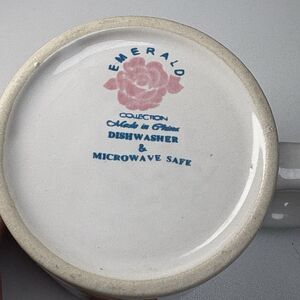 EMERALD
COLLECTION
Made in China
DISHWASHER
&
MICROWAVE SAFE